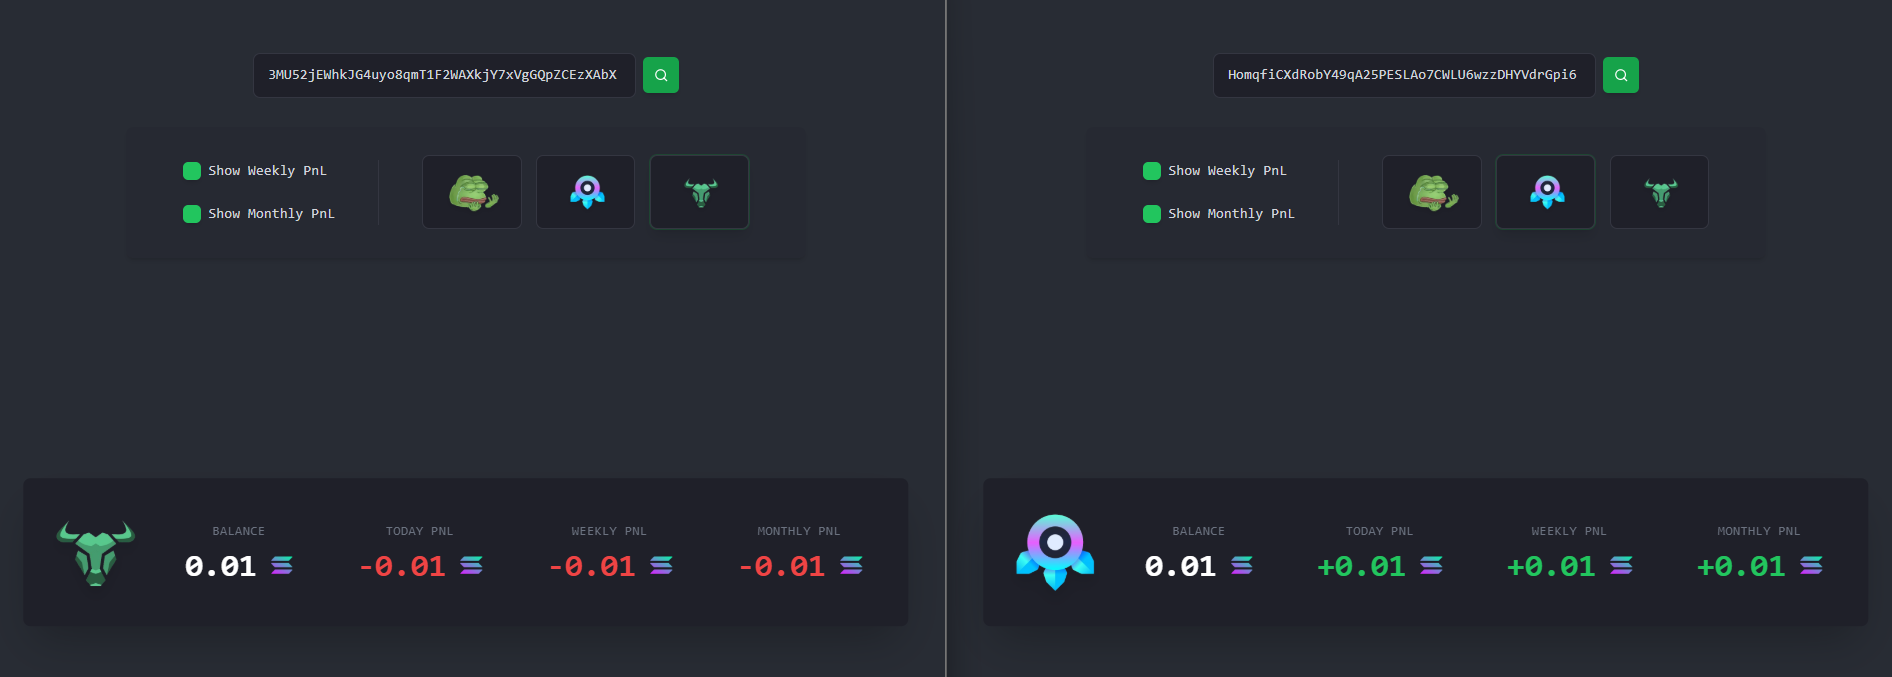 3MU52jEWhkJG4uyo8qmT1F2WAXkjY7xVgGQpZCEzXAbX
Show Weekly PnL
Show Monthly PnL
BALANCE
0.01
TODAY PNL
-0.01
WEEKLY PNL
-0.01
MONTHLY PNL
-0.01
HomqfiCXdRobY49qA25PESLAo7CWLU6wzzDHYVdrGpi6
Show Weekly PnL
Show Monthly PnL
BALANCE
0.01
TODAY PNL
+0.01
WEEKLY PNL
+0.01
MONTHLY PNL
+0.01